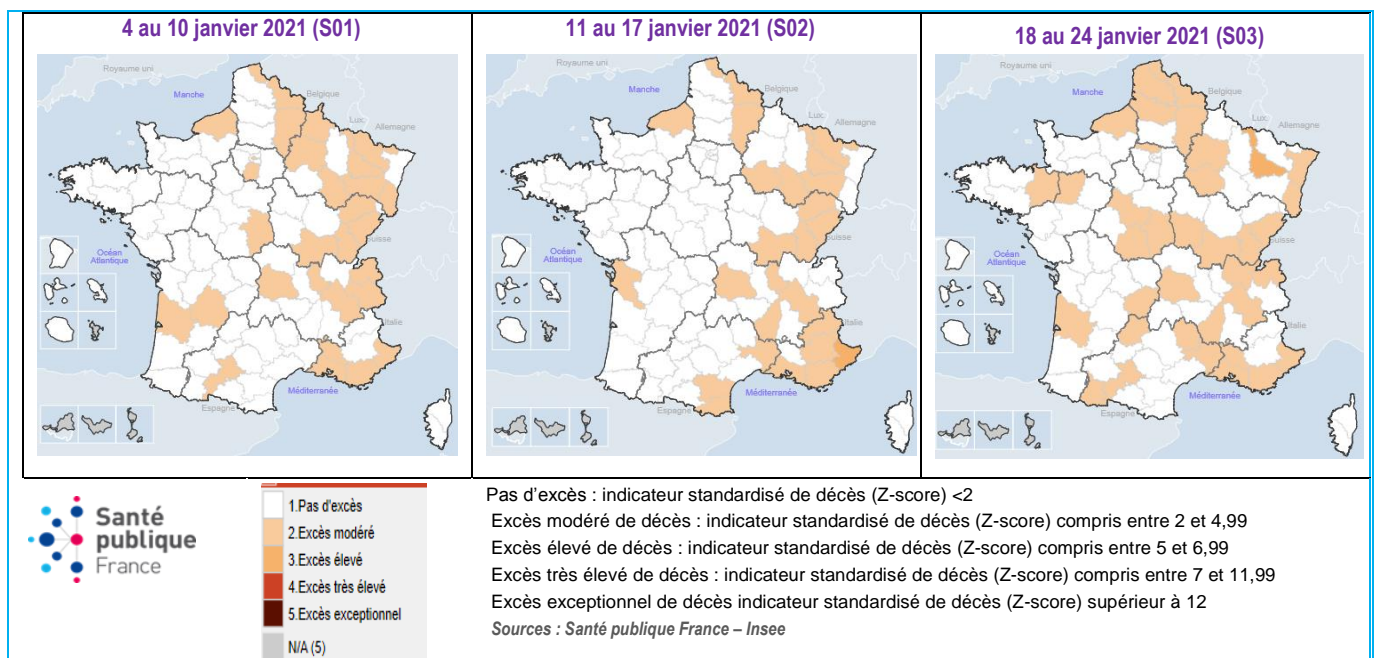 4 au 10 janvier 2021 (S01)
Royaume uni
Manche
Belgique
Lux.
Allemagne
Suisse
Océan
Atlantique
Italie
Méditerranée
Espagne
11 au 17 janvier 2021 (S02)
Royaume uni
Manche
Belgique
Lux.
Allemagne
Suisse
Océan
Atlantique
Italie
Méditerranée
Espagne
18 au 24 janvier 2021 (S03)
Royaume uni
Manche
Belgique
Lux.
Allemagne
Suisse
Océan
Atlantique
Italie
Méditerranée
Espagne
Santé
publique
France
1.Pas d'excès
2.Excès modéré
3.Excès élevé
4.Excès très élevé
5.Excès exceptionnel
N/A (5)
Pas d'excès : indicateur standardisé de décès (Z-score) <2
Excès modéré de décès : indicateur standardisé de décès (Z-score) compris entre 2 et 4,99
Excès élevé de décès : indicateur standardisé de décès (Z-score) compris entre 5 et 6,99
Excès très élevé de décès : indicateur standardisé de décès (Z-score) compris entre 7 et 11,99
Excès exceptionnel de décès indicateur standardisé de décès (Z-score) supérieur à 12
Sources : Santé publique France – Insee